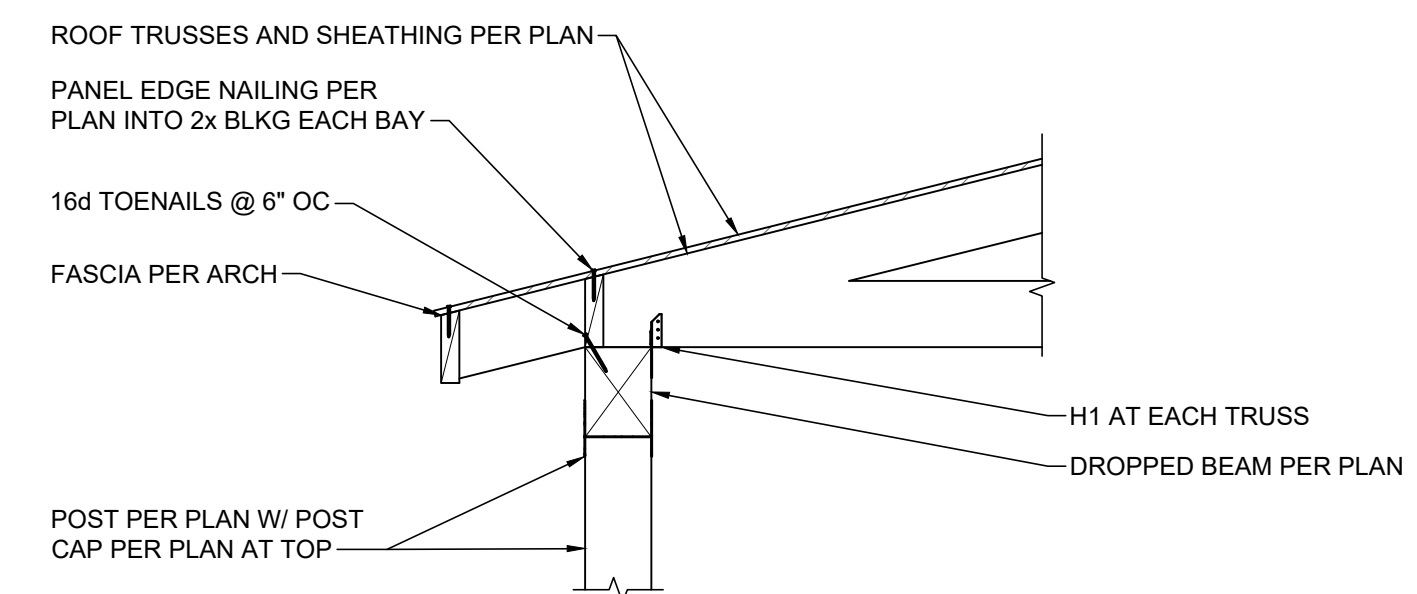 ROOF TRUSSES AND SHEATHING PER PLAN
PANEL EDGE NAILING PER
PLAN INTO 2x BLKG EACH BAY
16d TOENAILS @ 6" OC
FASCIA PER ARCH
H1 AT EACH TRUSS
DROPPED BEAM PER PLAN
POST PER PLAN W/ POST
CAP PER PLAN AT TOP